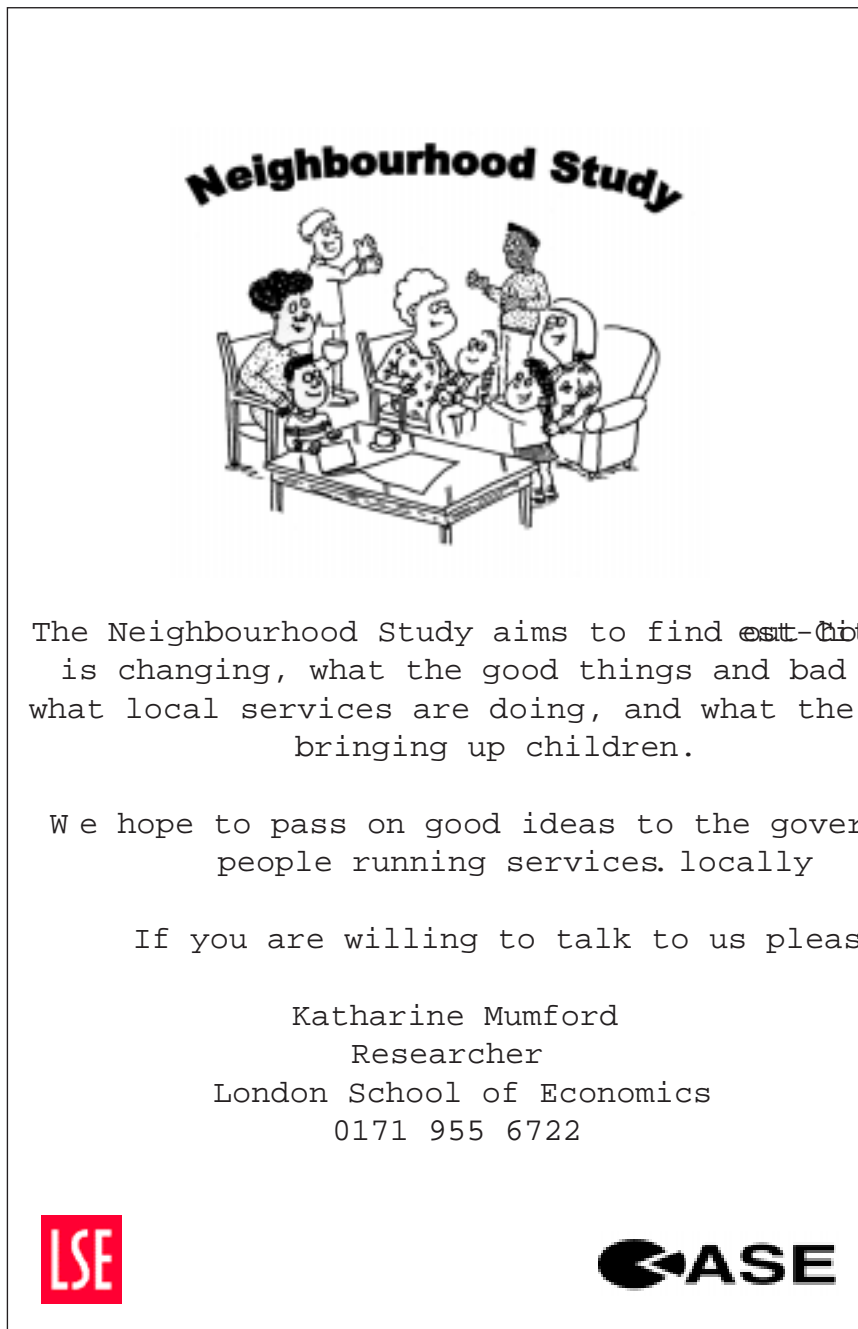 Neighbourhood Study
The Neighbourhood Study aims to find
is changing, what the good things and bad
what local services are doing, and what the
bringing up children.
W e hope to pass on good ideas to the gover
people running services. locally
If you are willing to talk to us pleas
Katharine Mumford
Researcher
London School of Economics
0171 955 6722
LSE
CASE